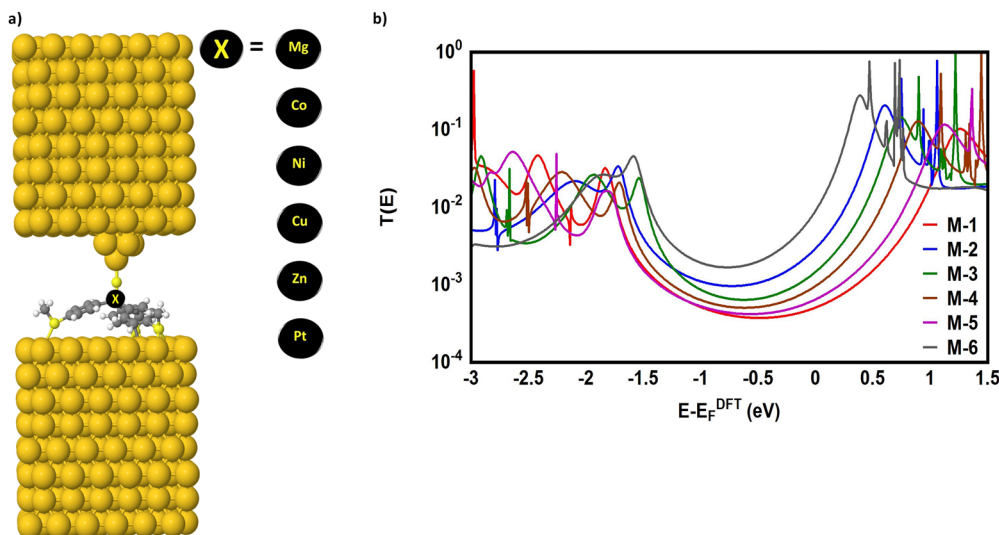 a)
X = Mg
Co
Ni
Cu
Zn
Pt
X
b)
T(E)
10^0
10^-1
10^-2
10^-3
10^-4
-3 -2.5 -2 -1.5 -1 -0.5 0 0.5 1 1.5
E-E_F^DFT (eV)
M-1
M-2
M-3
M-4
M-5
M-6